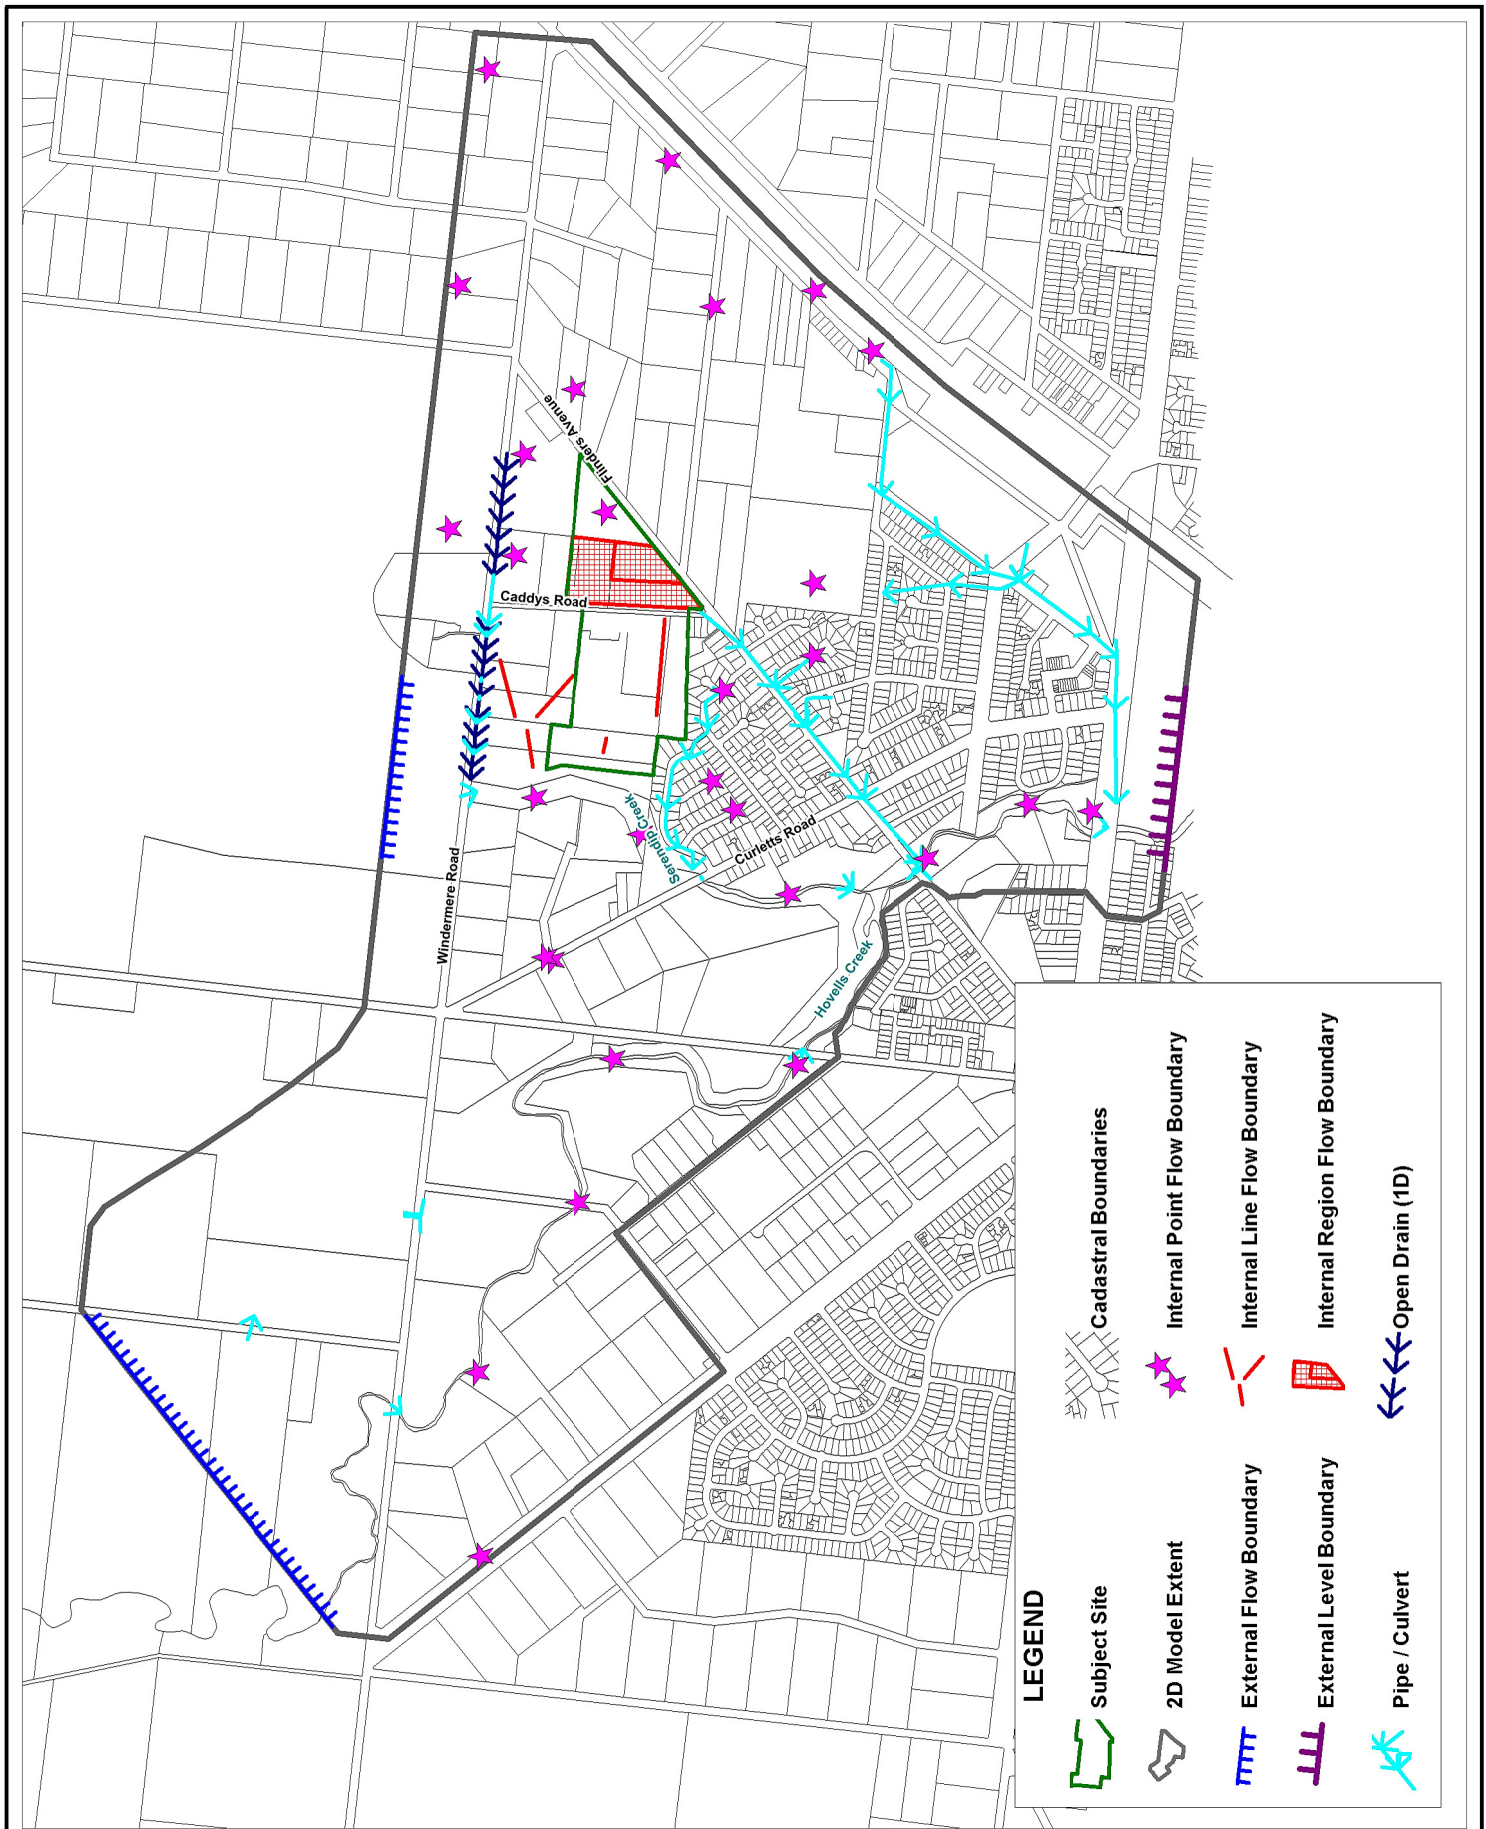 Flinders Avenue
Caddys Road
Windermere Road
Serendip Creek
Curletts Road
Hovells Creek
LEGEND
Subject Site
2D Model Extent
External Flow Boundary
External Level Boundary
Pipe / Culvert
Cadastral Boundaries
Internal Point Flow Boundary
Internal Line Flow Boundary
Internal Region Flow Boundary
Open Drain (1D)